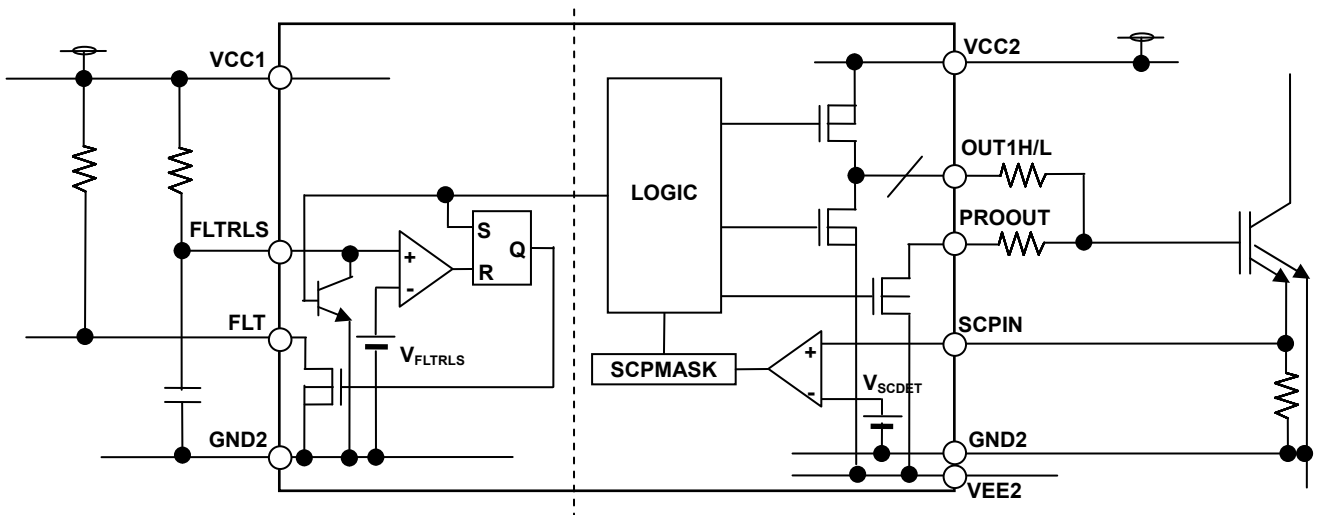 VCC1
VCC2
OUT1H/L
LOGIC
PROOUT
FLTRLS
S
Q
+
R
-
FLT
SCPIN
VFLTRLS
+
SCPMASK
VSCDET
-
GND2
GND2
VEE2